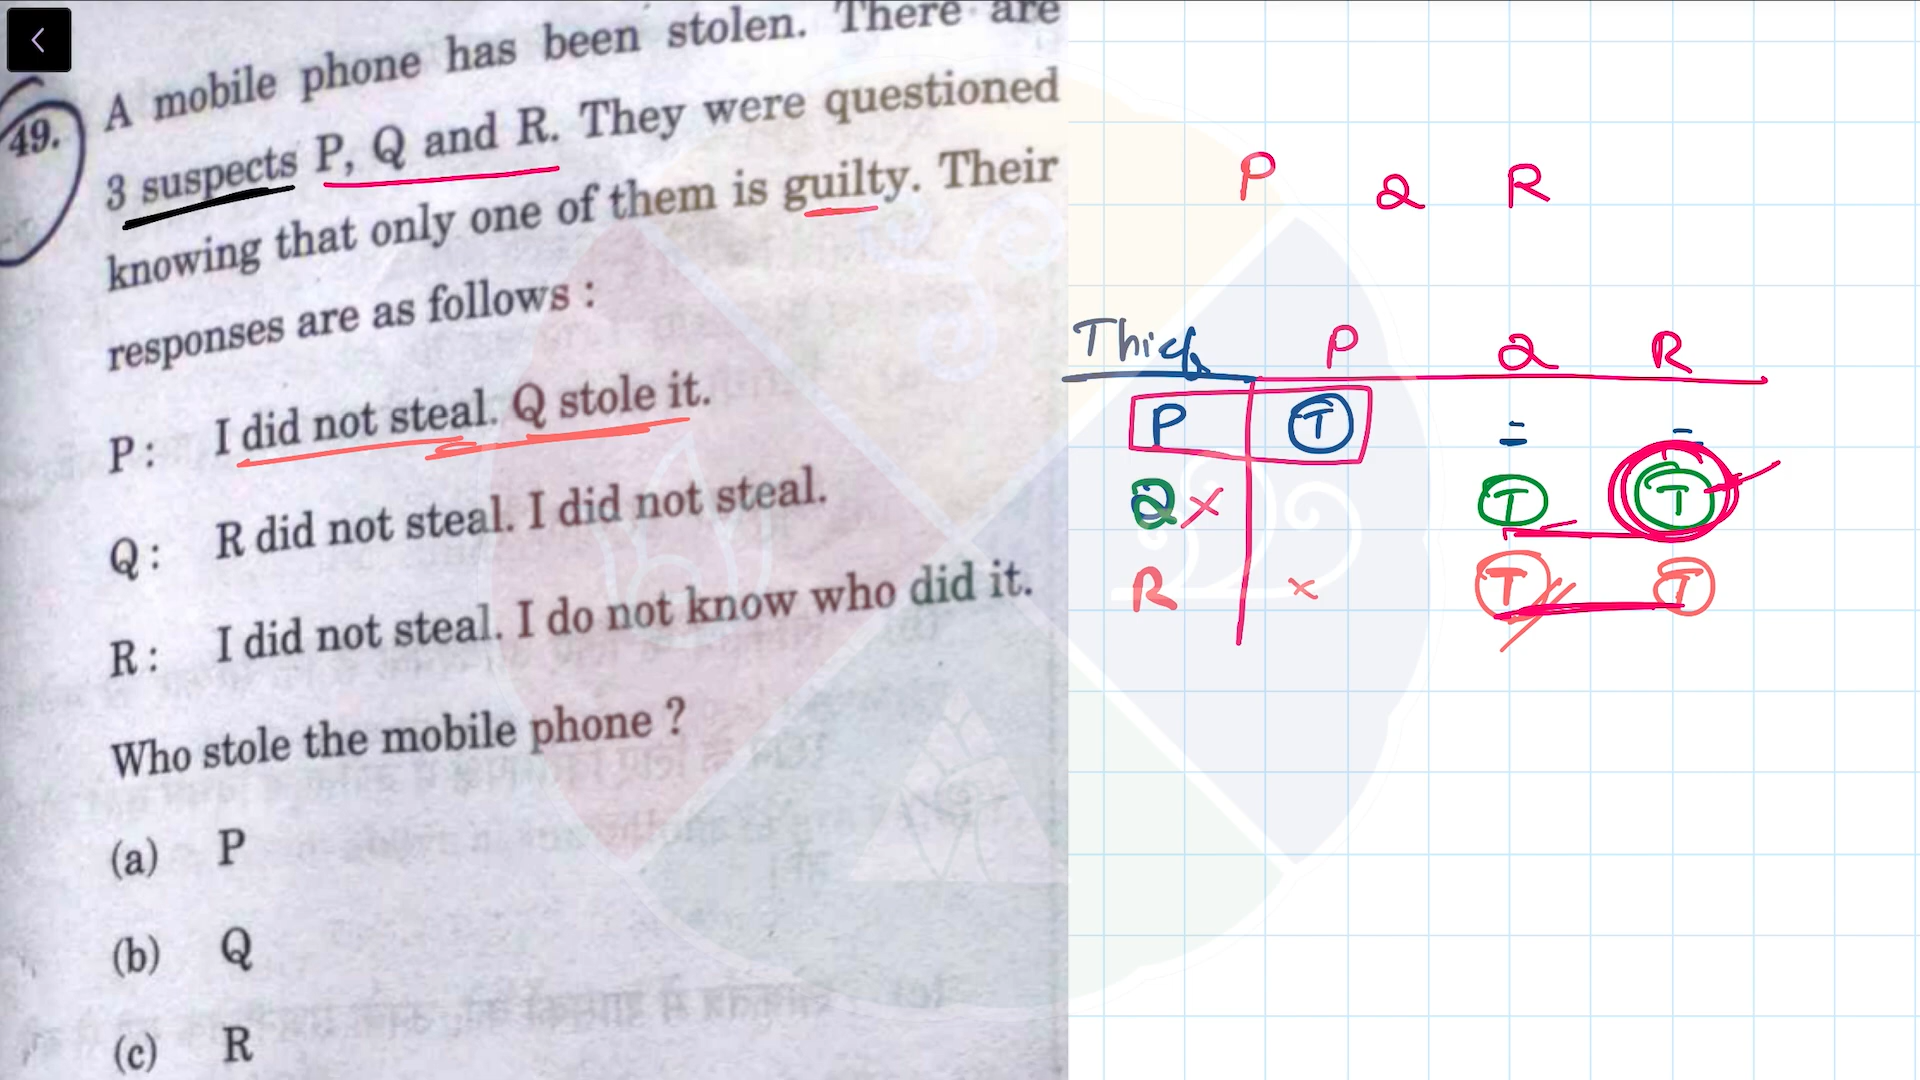 A mobile phone has been stolen. There are
49.
3 suspects P, Q and R. They were questioned
knowing that only one of them is guilty. Their
responses are as follows :
P : I did not steal. Q stole it.
Q : R did not steal. I did not steal.
R : I did not steal. I do not know who did it.
Who stole the mobile phone ?
(a) P
(b) Q
(c) R
P Q R
P Q R
P T
Q x T T
R x T T